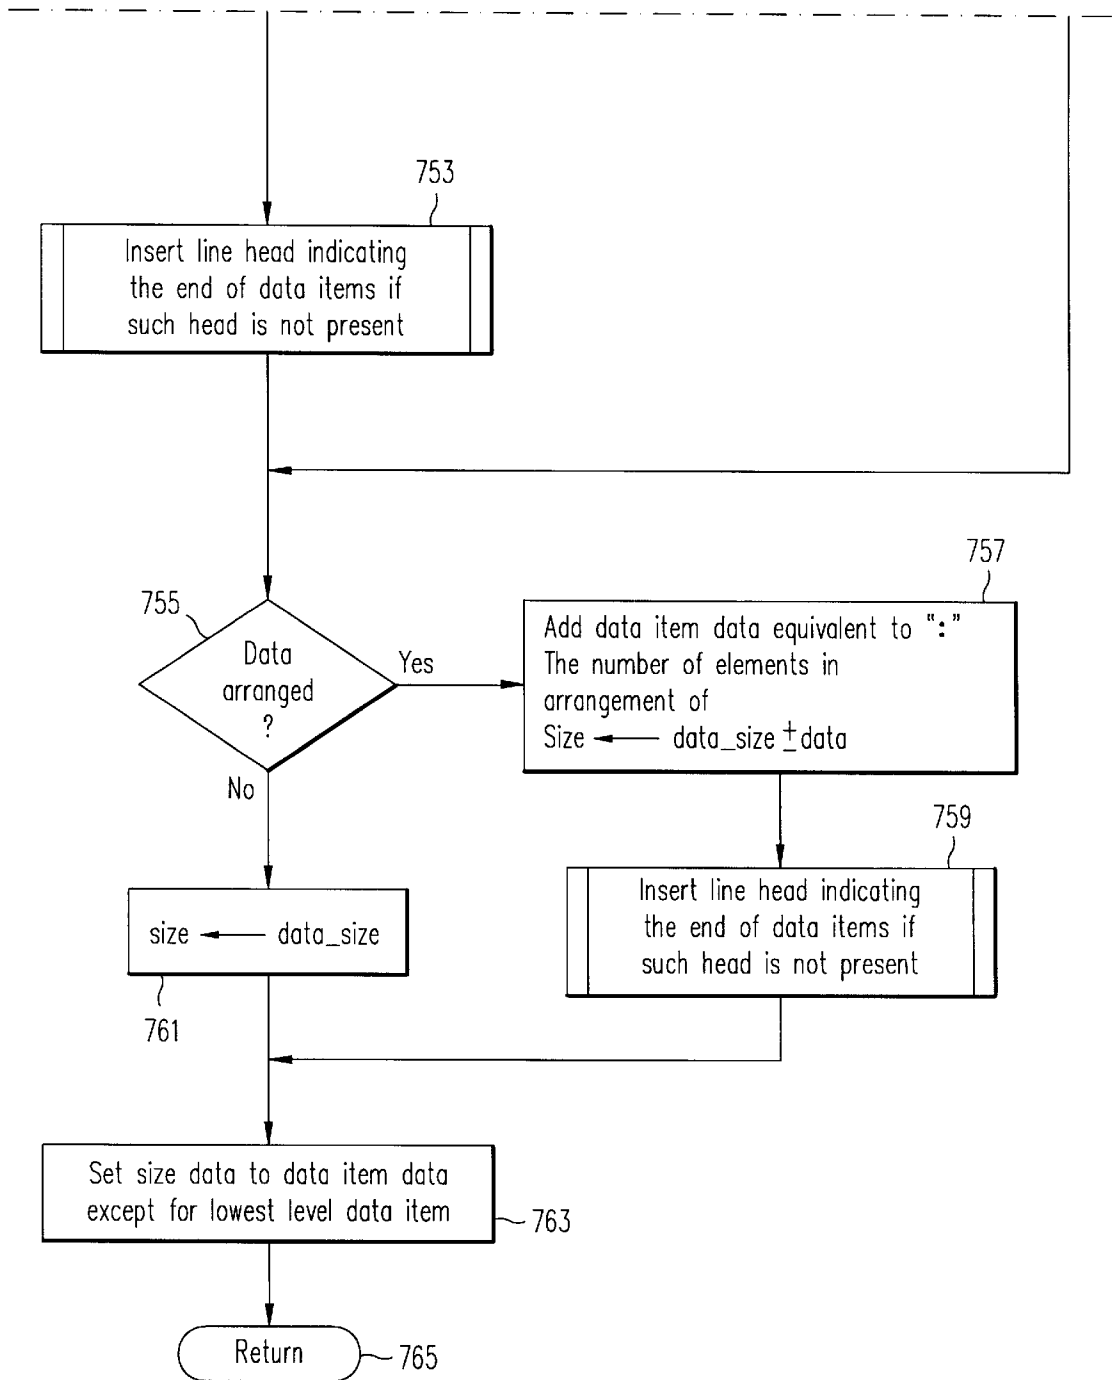 753
Insert line head indicating
the end of data items if
such head is not present
755
Data
arranged
?
Yes
No
757
Add data item data equivalent to ":"
The number of elements in
arrangement of
Size ← data_size ± data
759
Insert line head indicating
the end of data items if
such head is not present
size ← data_size
761
Set size data to data item data
except for lowest level data item
763
Return
765